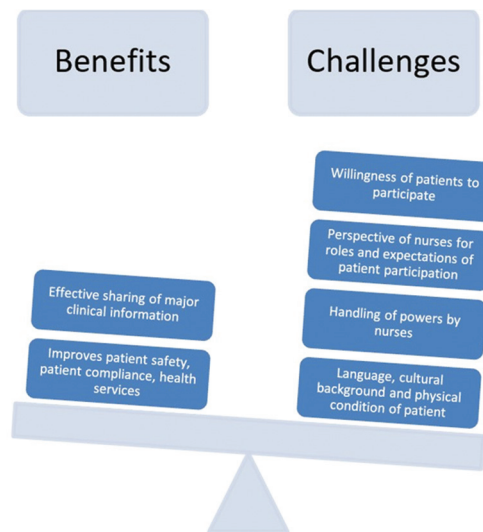 Benefits
Challenges
Effective sharing of major
clinical information
Improves patient safety,
patient compliance, health
services
Willingness of patients to
participate
Perspective of nurses for
roles and expectations of
patient participation
Handling of powers by
nurses
Language, cultural
background and physical
condition of patient